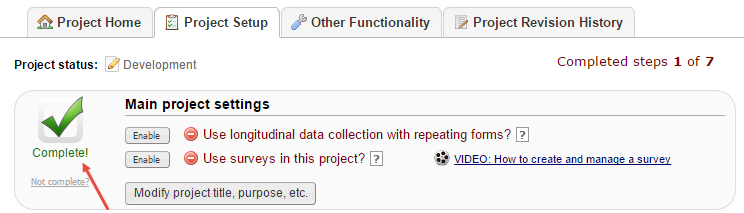 Project Home Project Setup Other Functionality Project Revision History
Project status: Development Completed steps 1 of 7
Main project settings
Enable Use longitudinal data collection with repeating forms? ?
Complete! Enable Use surveys in this project? ? VIDEO: How to create and manage a survey
Not complete?
Modify project title, purpose, etc.